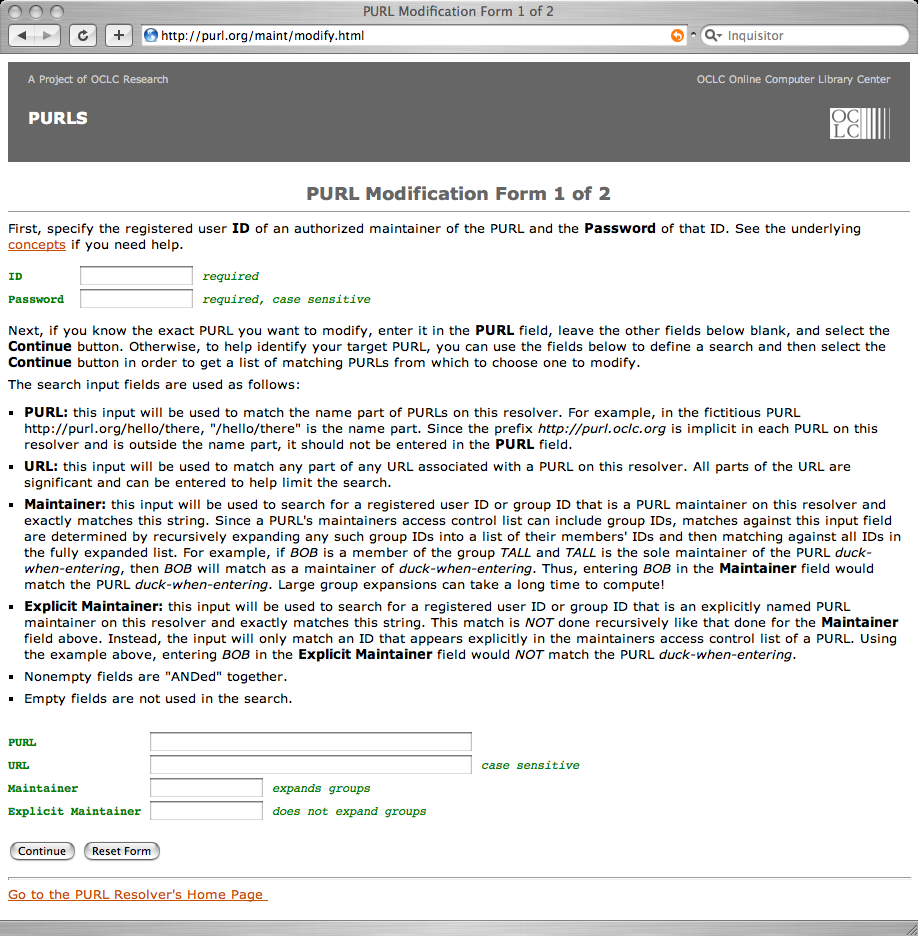 PURL Modification Form 1 of 2
http://purl.org/maint/modify.html
Inquisitor
A Project of OCLC Research
OCLC Online Computer Library Center
PURLS
OC
LC
PURL Modification Form 1 of 2
First, specify the registered user ID of an authorized maintainer of the PURL and the Password of that ID. See the underlying
concepts if you need help.
ID required
Password required, case sensitive
Next, if you know the exact PURL you want to modify, enter it in the PURL field, leave the other fields below blank, and select the
Continue button. Otherwise, to help identify your target PURL, you can use the fields below to define a search and then select the
Continue button in order to get a list of matching PURLs from which to choose one to modify.
The search input fields are used as follows:
▪ PURL: this input will be used to match the name part of PURLs on this resolver. For example, in the fictitious PURL
http://purl.org/hello/there, "/hello/there" is the name part. Since the prefix http://purl.oclc.org is implicit in each PURL on this
resolver and is outside the name part, it should not be entered in the PURL field.
▪ URL: this input will be used to match any part of any URL associated with a PURL on this resolver. All parts of the URL are
significant and can be entered to help limit the search.
▪ Maintainer: this input will be used to search for a registered user ID or group ID that is a PURL maintainer on this resolver and
exactly matches this string. Since a PURL's maintainers access control list can include group IDs, matches against this input field
are determined by recursively expanding any such group IDs into a list of their members' IDs and then matching against all IDs in
the fully expanded list. For example, if BOB is a member of the group TALL and TALL is the sole maintainer of the PURL duck-
when-entering, then BOB will match as a maintainer of duck-when-entering. Thus, entering BOB in the Maintainer field would
match the PURL duck-when-entering. Large group expansions can take a long time to compute!
▪ Explicit Maintainer: this input will be used to search for a registered user ID or group ID that is an explicitly named PURL
maintainer on this resolver and exactly matches this string. This match is NOT done recursively like that done for the Maintainer
field above. Instead, the input will only match an ID that appears explicitly in the maintainers access control list of a PURL. Using
the example above, entering BOB in the Explicit Maintainer field would NOT match the PURL duck-when-entering.
▪ Nonempty fields are "ANDed" together.
▪ Empty fields are not used in the search.
PURL
URL case sensitive
Maintainer expands groups
Explicit Maintainer does not expand groups
Continue Reset Form
Go to the PURL Resolver's Home Page